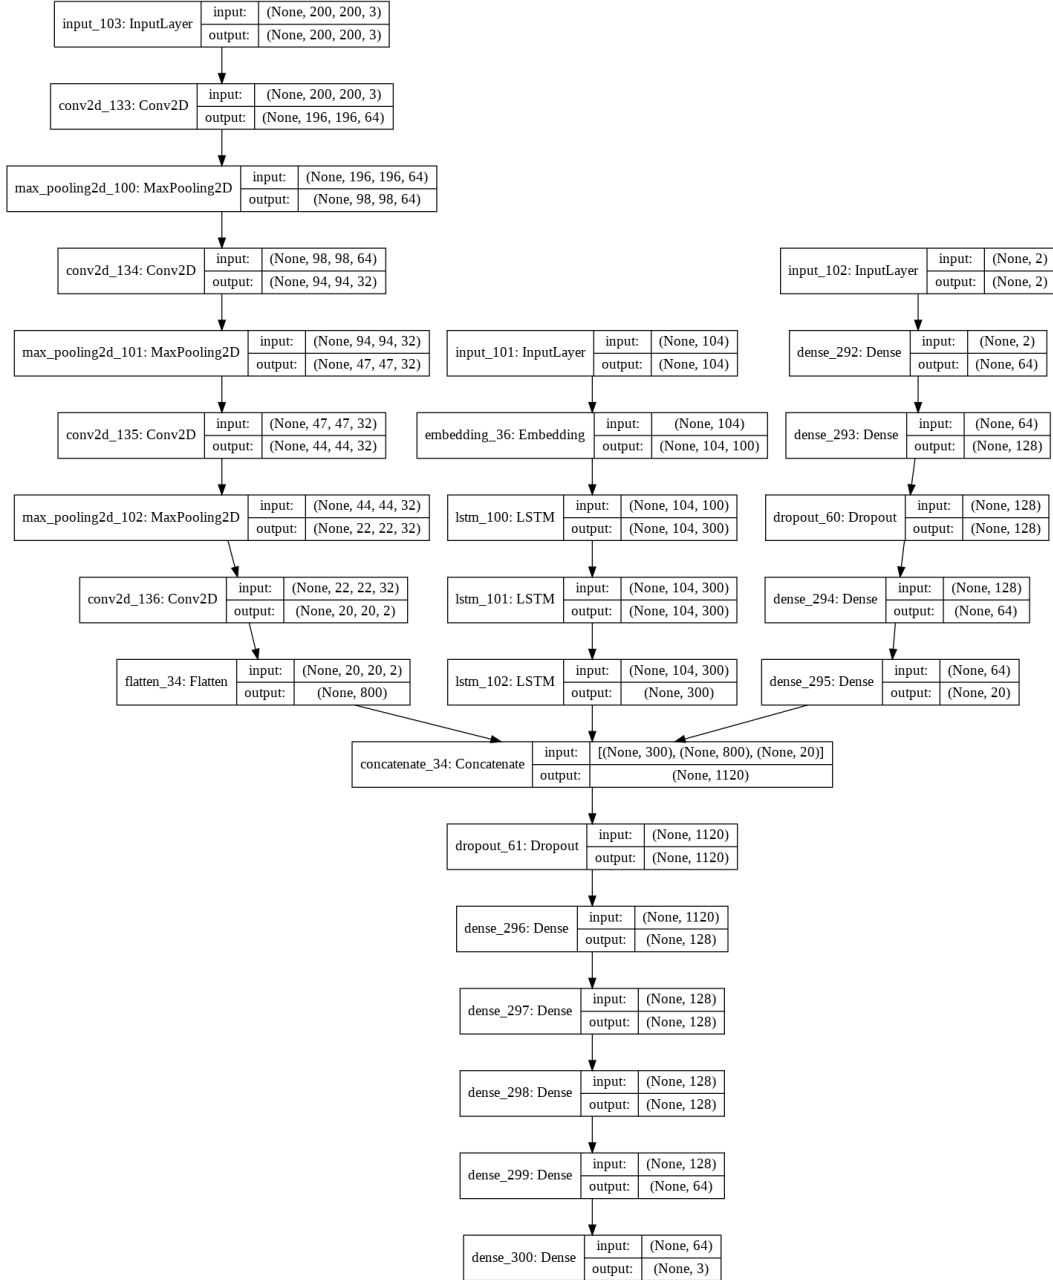 input_103: InputLayer
input: (None, 200, 200, 3)
output: (None, 200, 200, 3)
conv2d_133: Conv2D
input: (None, 200, 200, 3)
output: (None, 196, 196, 64)
max_pooling2d_100: MaxPooling2D
input: (None, 196, 196, 64)
output: (None, 98, 98, 64)
conv2d_134: Conv2D
input: (None, 98, 98, 64)
output: (None, 94, 94, 32)
max_pooling2d_101: MaxPooling2D
input: (None, 94, 94, 32)
output: (None, 47, 47, 32)
conv2d_135: Conv2D
input: (None, 47, 47, 32)
output: (None, 44, 44, 32)
max_pooling2d_102: MaxPooling2D
input: (None, 44, 44, 32)
output: (None, 22, 22, 32)
conv2d_136: Conv2D
input: (None, 22, 22, 32)
output: (None, 20, 20, 2)
flatten_34: Flatten
input: (None, 20, 20, 2)
output: (None, 800)
input_101: InputLayer
input: (None, 104)
output: (None, 104)
embedding_36: Embedding
input: (None, 104)
output: (None, 104, 100)
lstm_100: LSTM
input: (None, 104, 100)
output: (None, 104, 300)
lstm_101: LSTM
input: (None, 104, 300)
output: (None, 104, 300)
lstm_102: LSTM
input: (None, 104, 300)
output: (None, 300)
input_102: InputLayer
input: (None, 2)
output: (None, 2)
dense_292: Dense
input: (None, 2)
output: (None, 64)
dense_293: Dense
input: (None, 64)
output: (None, 128)
dropout_60: Dropout
input: (None, 128)
output: (None, 128)
dense_294: Dense
input: (None, 128)
output: (None, 64)
dense_295: Dense
input: (None, 64)
output: (None, 20)
concatenate_34: Concatenate
input: [(None, 300), (None, 800), (None, 20)]
output: (None, 1120)
dropout_61: Dropout
input: (None, 1120)
output: (None, 1120)
dense_296: Dense
input: (None, 1120)
output: (None, 128)
dense_297: Dense
input: (None, 128)
output: (None, 128)
dense_298: Dense
input: (None, 128)
output: (None, 128)
dense_299: Dense
input: (None, 128)
output: (None, 64)
dense_300: Dense
input: (None, 64)
output: (None, 3)